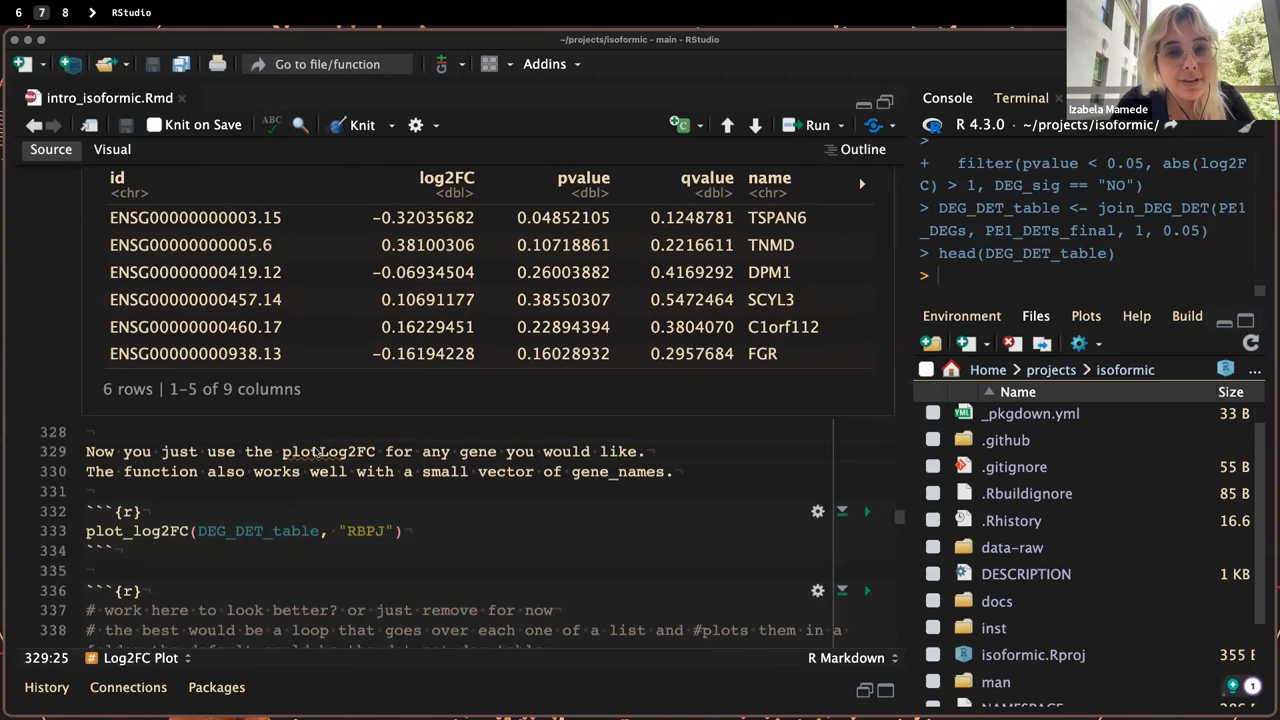 6 7 8 RStudio
~/projects/isoformic - main - RStudio
Go to file/function
Addins
Izabela Mamede
intro_isoformic.Rmd
Console Terminal
Knit on Save
ABC
Knit
Run
R 4.3.0 · ~/projects/isoformic/
Source Visual
Outline
id log2FC pvalue qvalue name
<chr> <dbl> <dbl> <dbl> <chr>
ENSG00000000003.15 −0.32035682 0.04852105 0.1248781 TSPAN6
ENSG00000000005.6 0.38100306 0.10718861 0.2216611 TNMD
ENSG00000000419.12 −0.06934504 0.26003882 0.4169292 DPM1
ENSG00000000457.14 0.10691177 0.38550307 0.5472464 SCYL3
ENSG00000000460.17 0.16229451 0.22894394 0.3804070 C1orf112
ENSG00000000938.13 −0.16194228 0.16028932 0.2957684 FGR
6 rows | 1–5 of 9 columns
328
329 Now you just use the plotLog2FC for any gene you would like.
330 The function also works well with a small vector of gene_names.
331
332 ```{r}
333 plot_log2FC(DEG_DET_table, "RBPJ")
334 ```
335
336 ```{r}
337 # work here to look better? or just remove for now
338 # the best would be a loop that goes over each one of a list and #plots them in a
329:25 Log2FC Plot R Markdown
History Connections Packages
>
+ filter(pvalue < 0.05, abs(log2F
C) > 1, DEG_sig == "NO")
> DEG_DET_table <- join_DEG_DET(PE1
_DEGs, PE1_DETs_final, 1, 0.05)
> head(DEG_DET_table)
>
Environment Files Plots Help Build
Home projects isoformic ...
Name Size
_pkgdown.yml 33 B
.github
.gitignore 55 B
.Rbuildignore 85 B
.Rhistory 16.6
data-raw
DESCRIPTION 1 KB
docs
inst
isoformic.Rproj 355 B
man
NAMESPACE
1